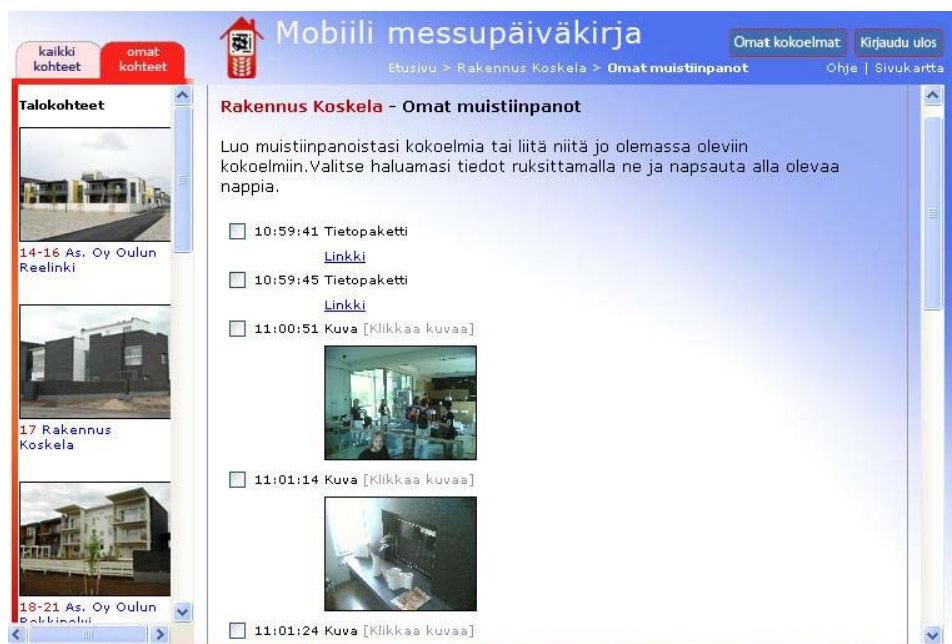 kaikki
kohteet
omat
kohteet
Mobiili messupäiväkirja
Omat kokoelmat
Kirjaudu ulos
Etusivu > Rakennus Koskela > Omat muistiinpanot
Ohje | Sivukartta
Talokohteet
14-16 As. Oy Oulun
Reelinki
17 Rakennus
Koskela
18-21 As. Oy Oulun
Rakennus Koskela - Omat muistiinpanot
Luo muistiinpanoistasi kokoelmia tai liitä niitä jo olemassa oleviin
kokoelmiin.Valitse haluamasi tiedot ruksittamalla ne ja napsauta alla olevaa
nappia.
10:59:41 Tietopaketti
Linkki
10:59:45 Tietopaketti
Linkki
11:00:51 Kuva [Klikkaa kuvaa]
11:01:14 Kuva [Klikkaa kuvaa]
11:01:24 Kuva [Klikkaa kuvaa]